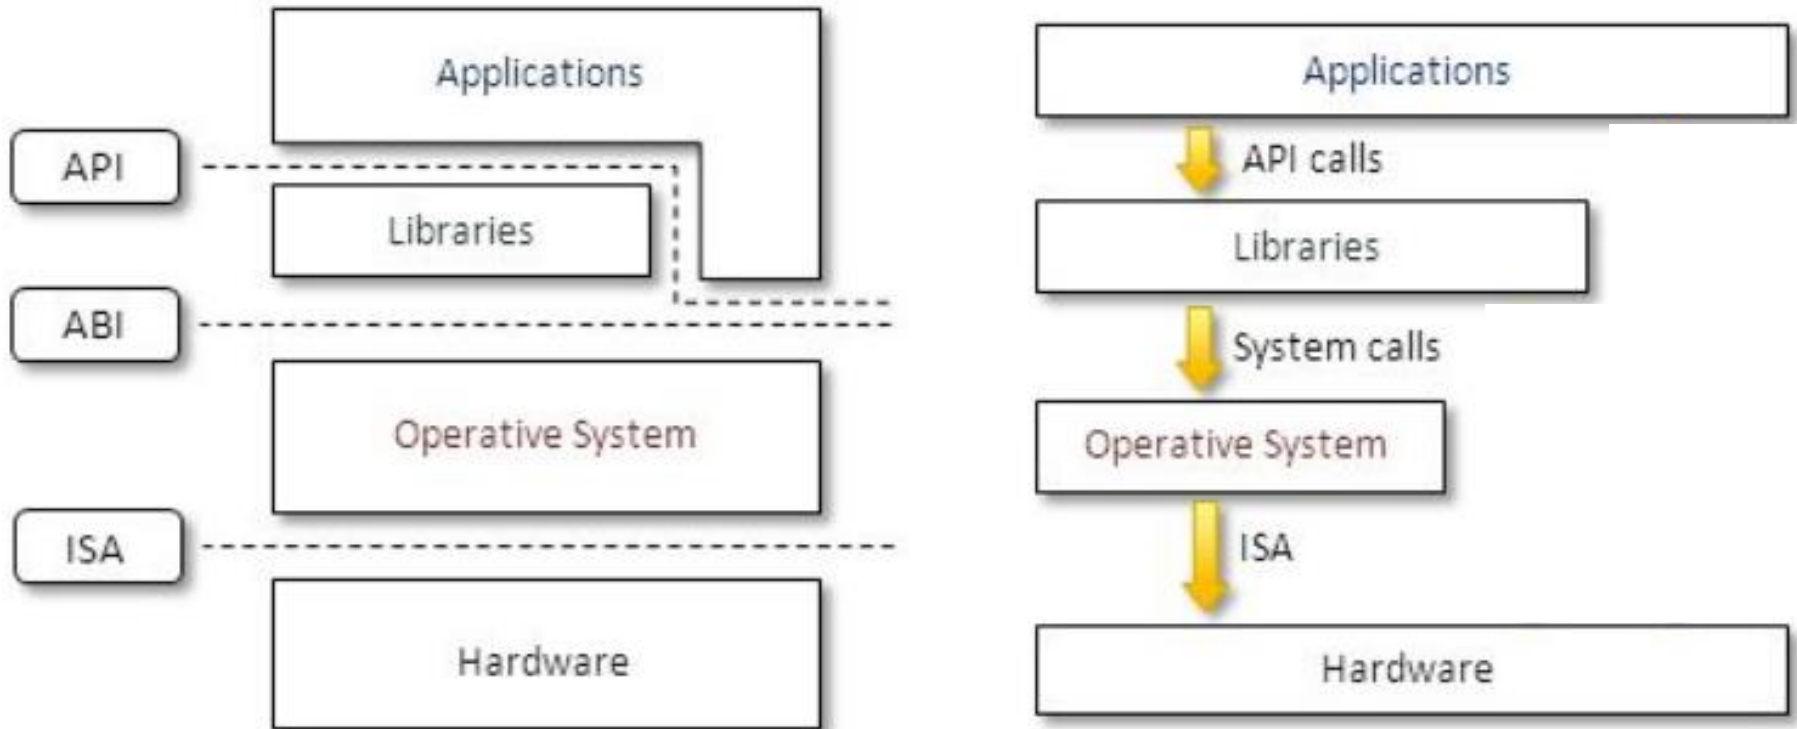 Applications
API
Libraries
ABI
Operative System
ISA
Hardware
Applications
API calls
Libraries
System calls
Operative System
ISA
Hardware